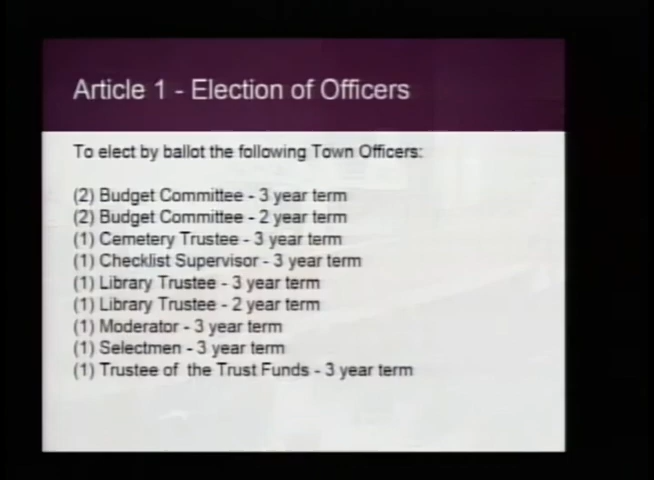 Article 1 - Election of Officers
To elect by ballot the following Town Officers:
(2) Budget Committee - 3 year term
(2) Budget Committee - 2 year term
(1) Cemetery Trustee - 3 year term
(1) Checklist Supervisor - 3 year term
(1) Library Trustee - 3 year term
(1) Library Trustee - 2 year term
(1) Moderator - 3 year term
(1) Selectmen - 3 year term
(1) Trustee of the Trust Funds - 3 year term